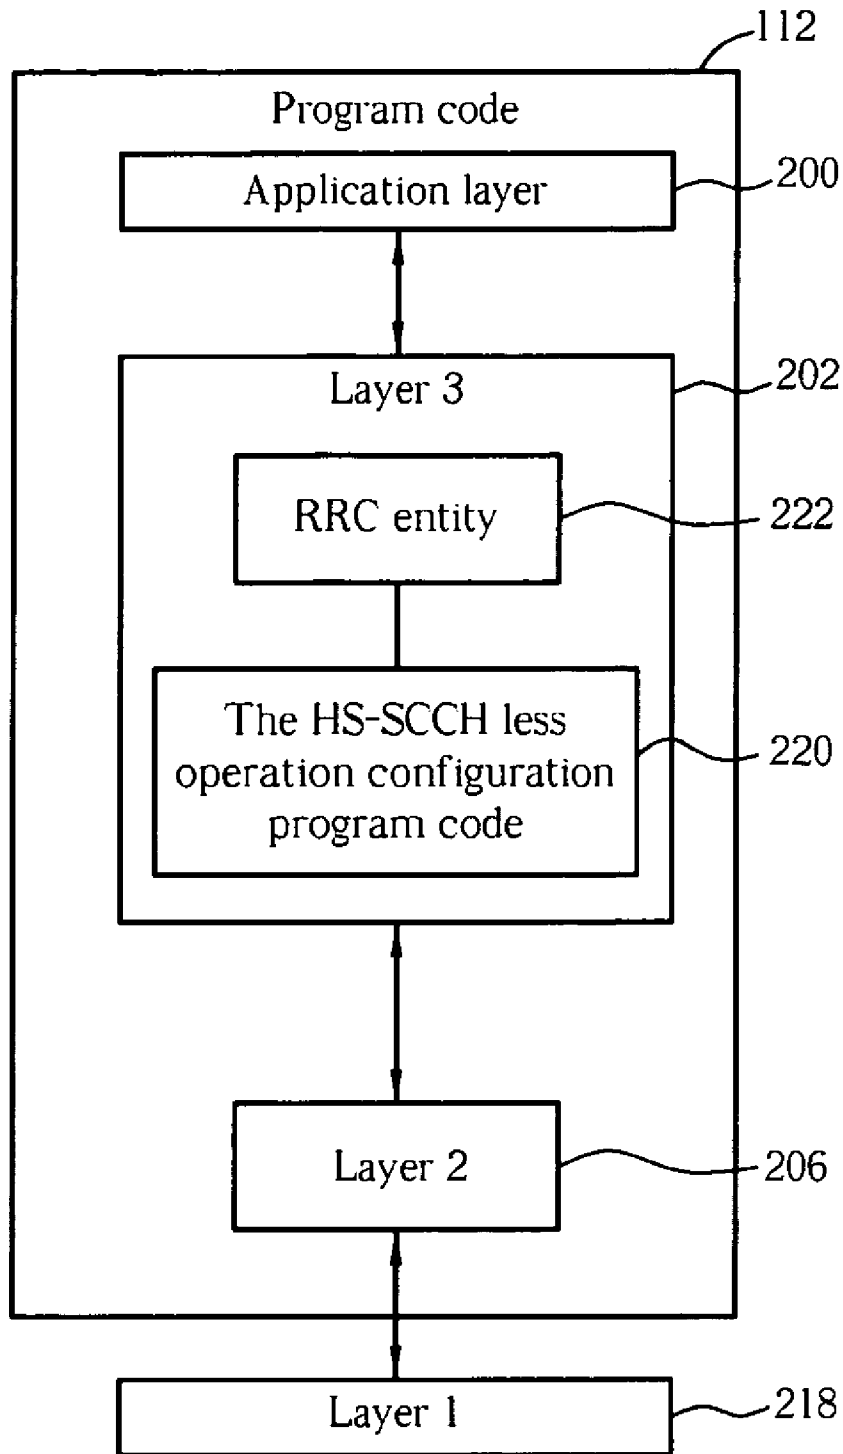 112
Program code
Application layer
200
Layer 3
202
RRC entity
222
The HS-SCCH less
operation configuration
program code
220
Layer 2
206
Layer 1
218